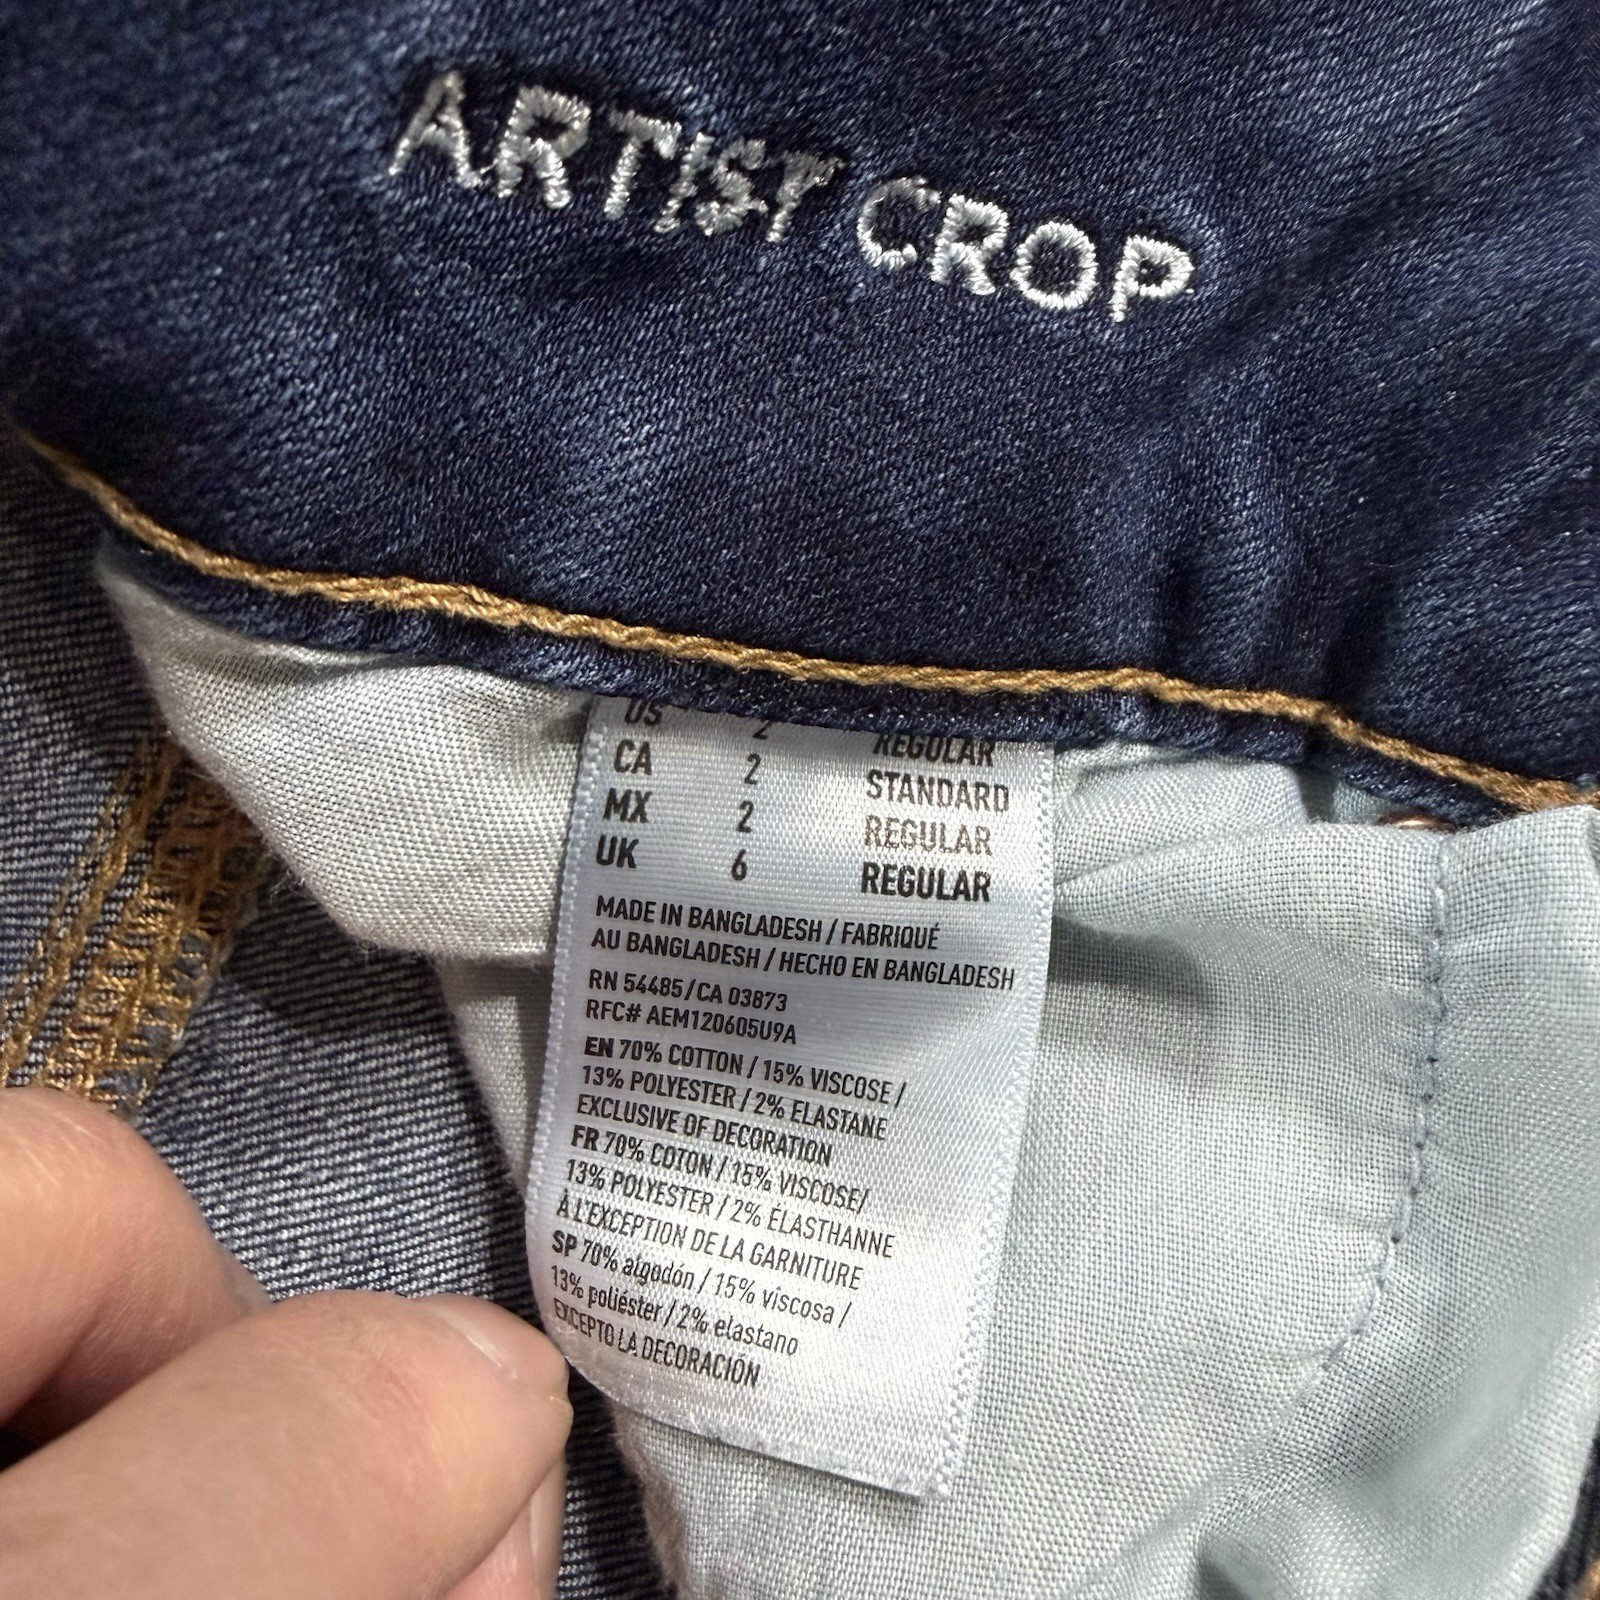 ARTIST CROP
US 2 REGULAR
CA 2 STANDARD
MX 2 REGULAR
UK 6 REGULAR
MADE IN BANGLADESH / FABRIQUÉ
AU BANGLADESH / HECHO EN BANGLADESH
RN 54485/CA 03873
RFC# AEM120605U9A
EN 70% COTTON / 15% VISCOSE /
13% POLYESTER / 2% ELASTANE
EXCLUSIVE OF DECORATION
FR 70% COTON / 15% VISCOSE/
13% POLYESTER / 2% ÉLASTHANNE
À L'EXCEPTION DE LA GARNITURE
SP 70% algodón / 15% viscosa /
13% poliéster / 2% elastano
EXCEPTO LA DECORACIÓN